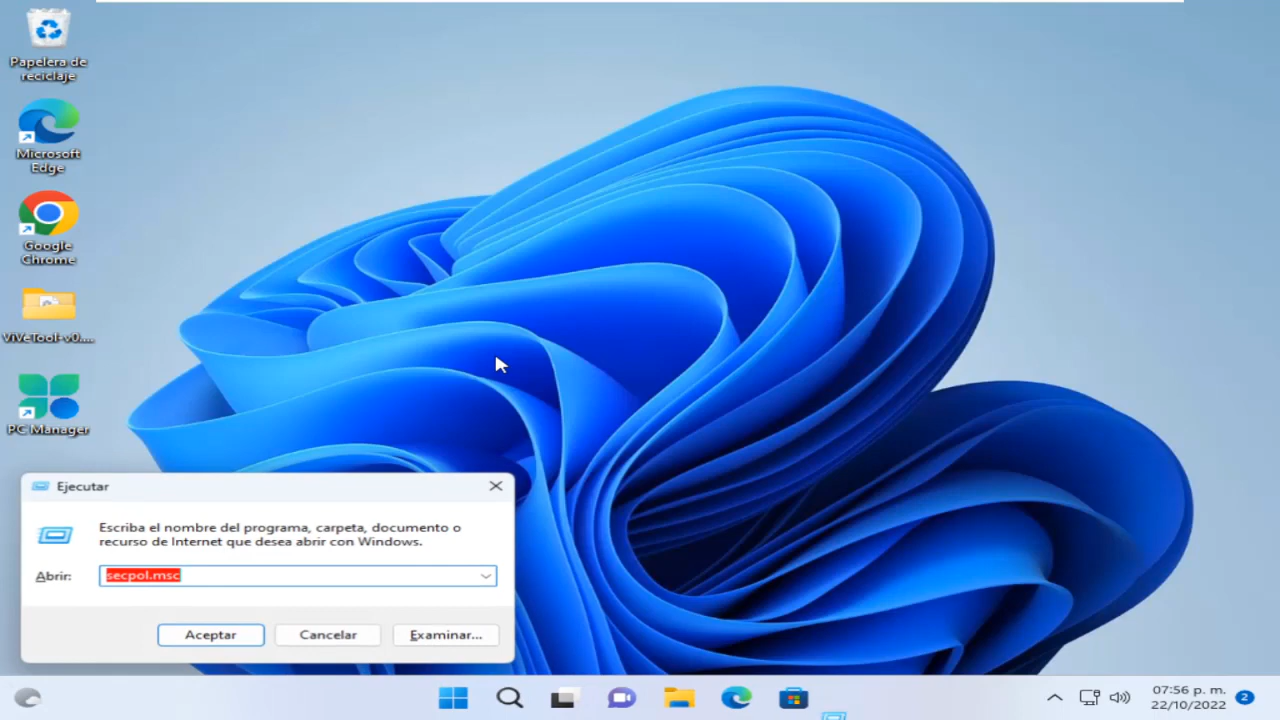 Papelera de
reciclaje
Microsoft
Edge
Google
Chrome
ViVeTool-v0....
PC Manager
Ejecutar
Escriba el nombre del programa, carpeta, documento o
recurso de Internet que desea abrir con Windows.
Abrir:
secpol.msc
Aceptar
Cancelar
Examinar...
07:56 p. m.
22/10/2022
2